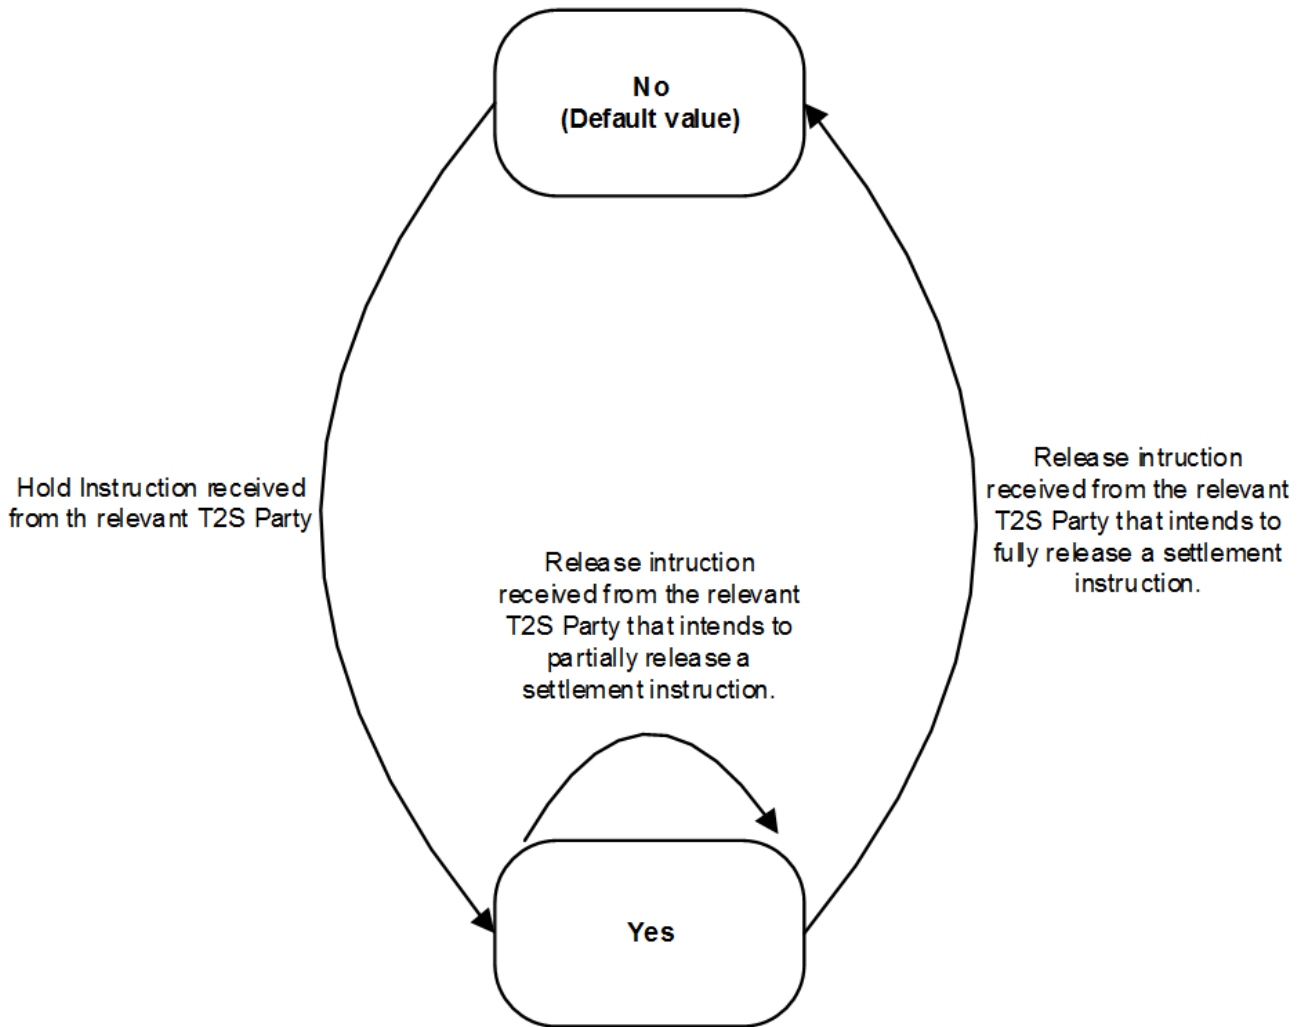 No
(Default value)
Hold Instruction received
from th relevant T2S Party
Release intruction
received from the relevant
T2S Party that intends to
fully release a settlement
instruction.
Release intruction
received from the relevant
T2S Party that intends to
partially release a
settlement instruction.
Yes